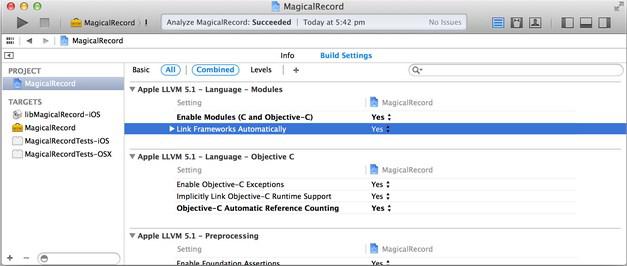 MagicalRecord
MagicalRecord
Analyze MagicalRecord: Succeeded | Today at 5:42 pm
No Issues
MagicalRecord
Info
Build Settings
PROJECT
MagicalRecord
TARGETS
libMagicalRecord-iOS
MagicalRecord
MagicalRecordTests-iOS
MagicalRecordTests-OSX
Basic
All
Combined
Levels
+
Apple LLVM 5.1 - Language - Modules
Setting
MagicalRecord
Enable Modules (C and Objective-C)
Yes
Link Frameworks Automatically
Yes
Apple LLVM 5.1 - Language - Objective C
Setting
MagicalRecord
Enable Objective-C Exceptions
Yes
Implicitly Link Objective-C Runtime Support
Yes
Objective-C Automatic Reference Counting
Yes
Apple LLVM 5.1 - Preprocessing
Setting
MagicalRecord
Enable Foundation Assertions
Yes